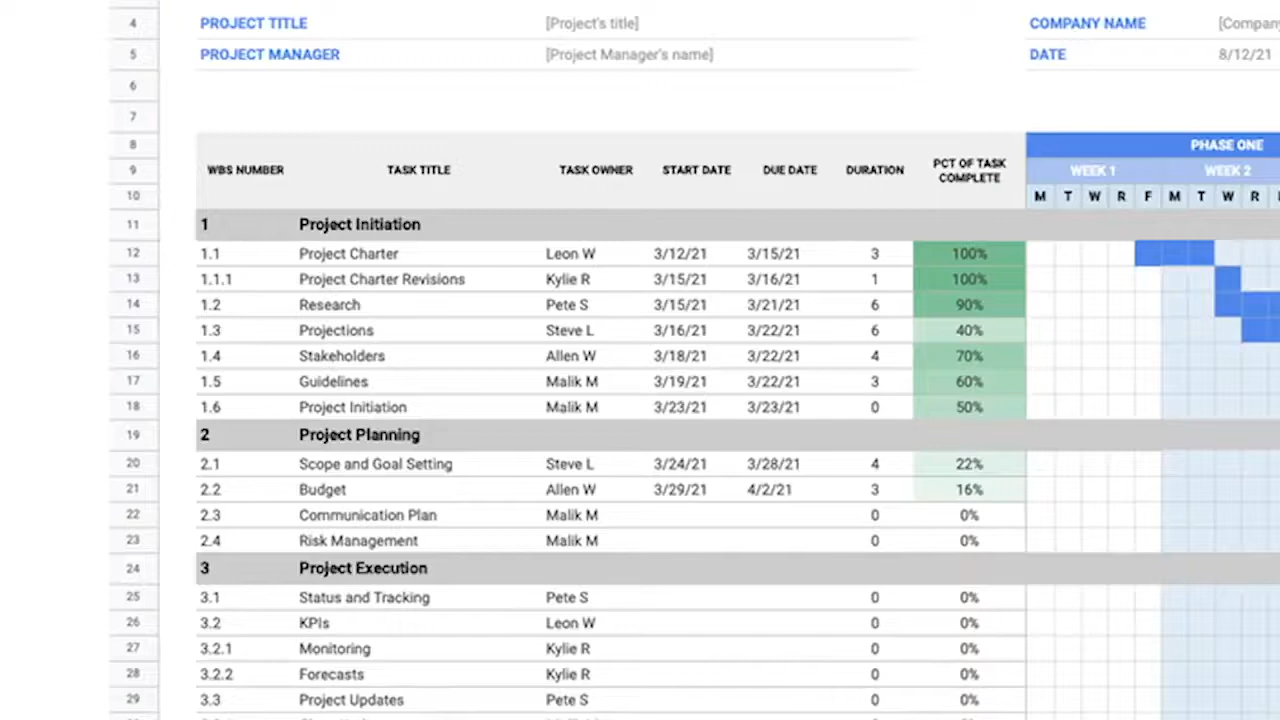 4 PROJECT TITLE [Project's title] COMPANY NAME [Company
5 PROJECT MANAGER [Project Manager's name] DATE 8/12/21
6
7
8 PHASE ONE
9 WBS NUMBER TASK TITLE TASK OWNER START DATE DUE DATE DURATION PCT OF TASK COMPLETE WEEK 1 WEEK 2
10 M T W R F M T W R
11 1 Project Initiation
12 1.1 Project Charter Leon W 3/12/21 3/15/21 3 100%
13 1.1.1 Project Charter Revisions Kylie R 3/15/21 3/16/21 1 100%
14 1.2 Research Pete S 3/15/21 3/21/21 6 90%
15 1.3 Projections Steve L 3/16/21 3/22/21 6 40%
16 1.4 Stakeholders Allen W 3/18/21 3/22/21 4 70%
17 1.5 Guidelines Malik M 3/19/21 3/22/21 3 60%
18 1.6 Project Initiation Malik M 3/23/21 3/23/21 0 50%
19 2 Project Planning
20 2.1 Scope and Goal Setting Steve L 3/24/21 3/28/21 4 22%
21 2.2 Budget Allen W 3/29/21 4/2/21 3 16%
22 2.3 Communication Plan Malik M 0 0%
23 2.4 Risk Management Malik M 0 0%
24 3 Project Execution
25 3.1 Status and Tracking Pete S 0 0%
26 3.2 KPIs Leon W 0 0%
27 3.2.1 Monitoring Kylie R 0 0%
28 3.2.2 Forecasts Kylie R 0 0%
29 3.3 Project Updates Pete S 0 0%